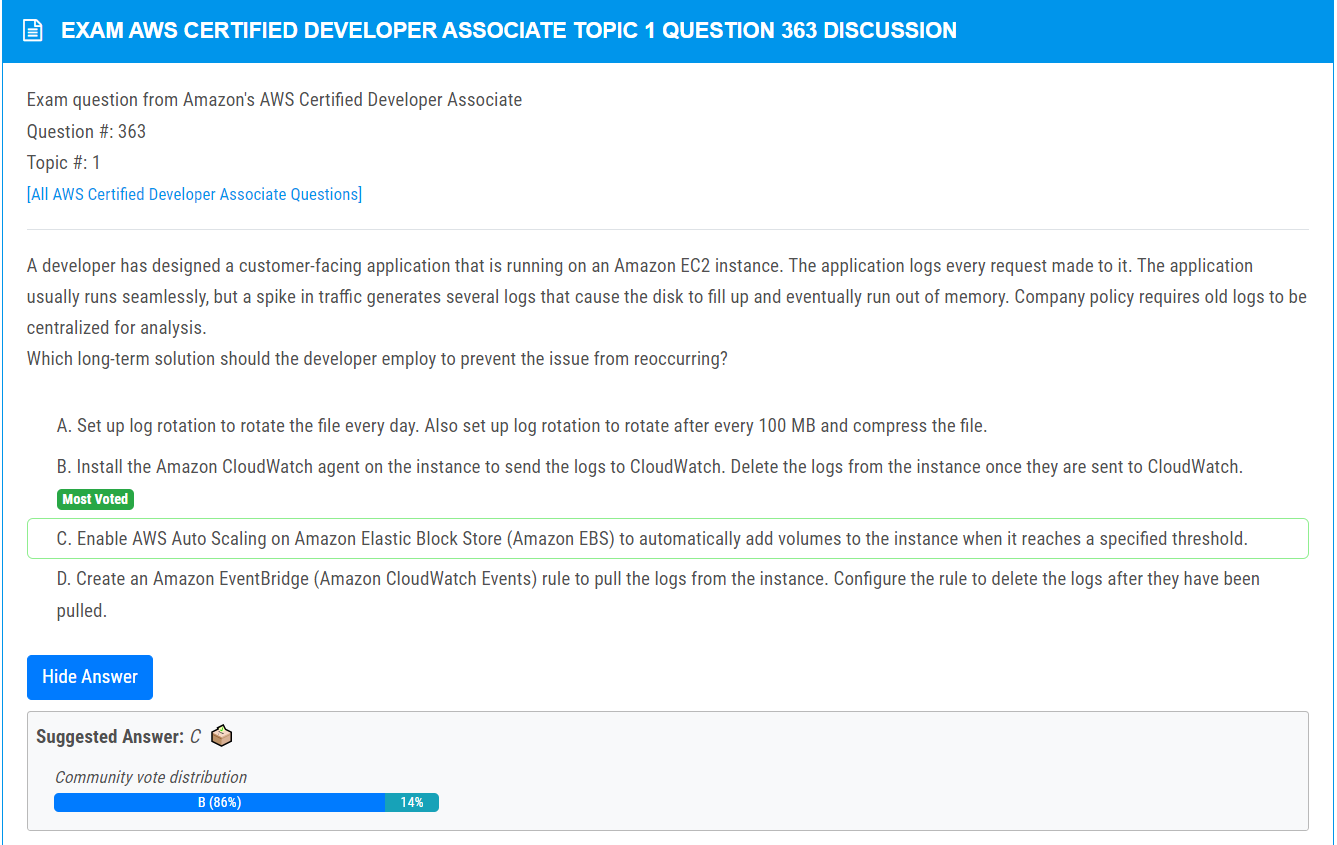 EXAM AWS CERTIFIED DEVELOPER ASSOCIATE TOPIC 1 QUESTION 363 DISCUSSION
Exam question from Amazon's AWS Certified Developer Associate
Question #: 363
Topic #: 1
[All AWS Certified Developer Associate Questions]
A developer has designed a customer-facing application that is running on an Amazon EC2 instance. The application logs every request made to it. The application
usually runs seamlessly, but a spike in traffic generates several logs that cause the disk to fill up and eventually run out of memory. Company policy requires old logs to be
centralized for analysis.
Which long-term solution should the developer employ to prevent the issue from reoccurring?
A. Set up log rotation to rotate the file every day. Also set up log rotation to rotate after every 100 MB and compress the file.
B. Install the Amazon CloudWatch agent on the instance to send the logs to CloudWatch. Delete the logs from the instance once they are sent to CloudWatch.
Most Voted
C. Enable AWS Auto Scaling on Amazon Elastic Block Store (Amazon EBS) to automatically add volumes to the instance when it reaches a specified threshold.
D. Create an Amazon EventBridge (Amazon CloudWatch Events) rule to pull the logs from the instance. Configure the rule to delete the logs after they have been
pulled.
Hide Answer
Suggested Answer: C
Community vote distribution
B (86%) 14%